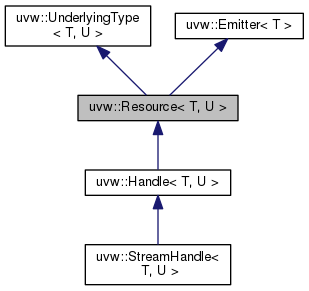 uvw::UnderlyingType
< T, U >
uvw::Emitter< T >
uvw::Resource< T, U >
uvw::Handle< T, U >
uvw::StreamHandle<
T, U >